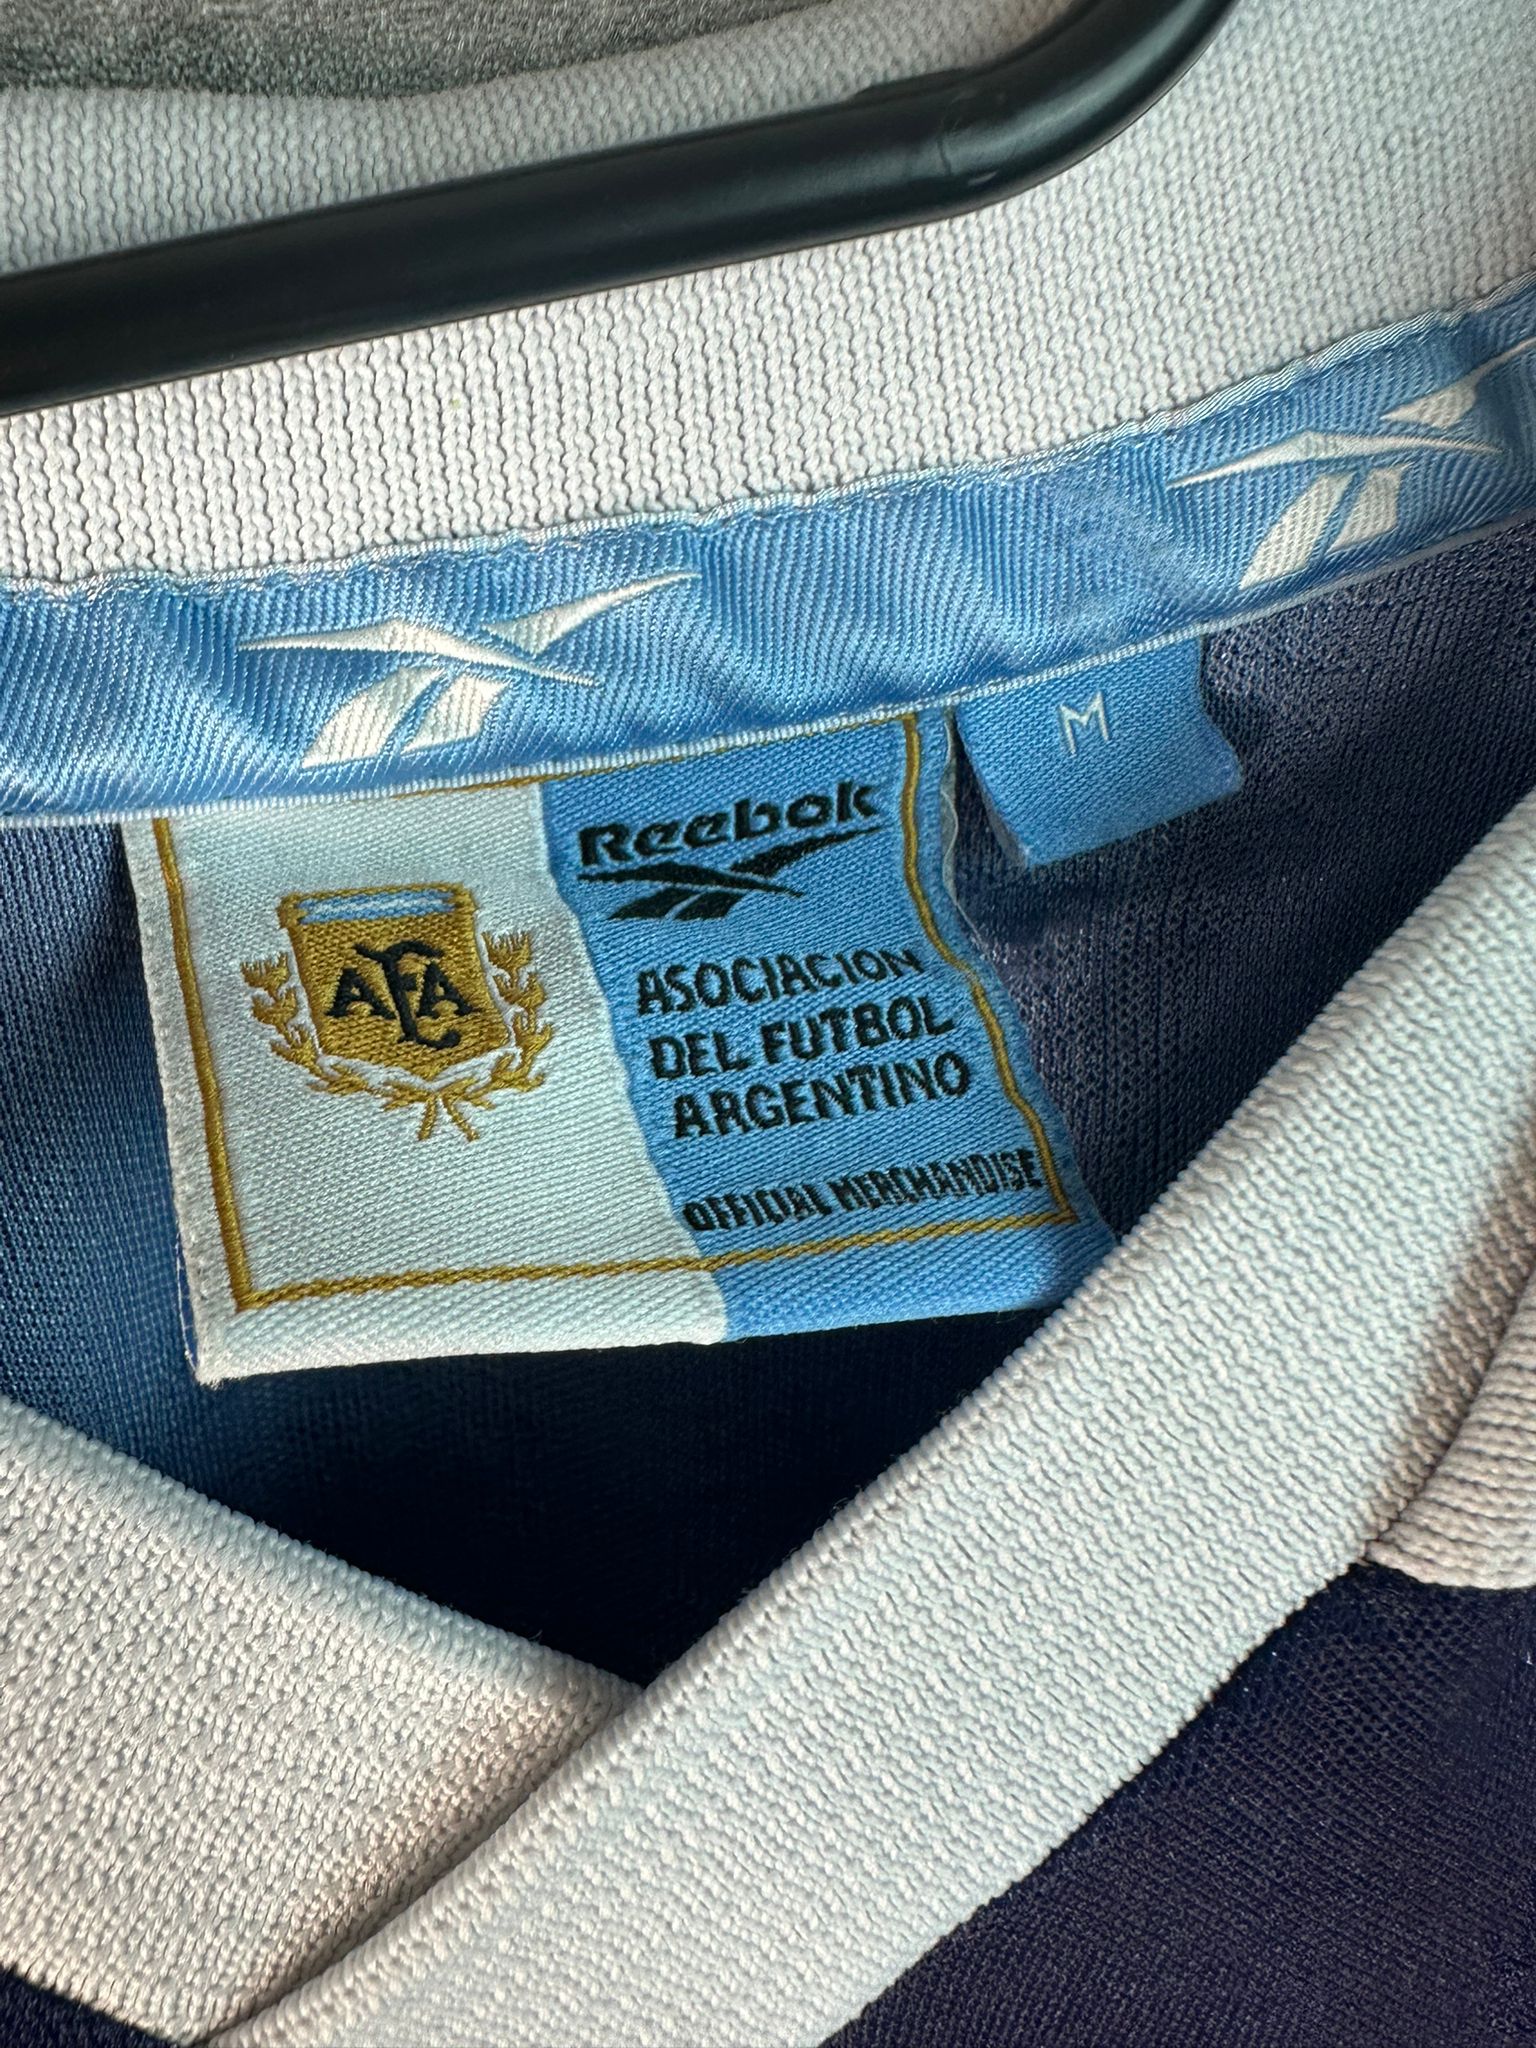 M
Reebok
AFA
ASOCIACION
DEL FUTBOL
ARGENTINO
OFFICIAL MERCHANDISE